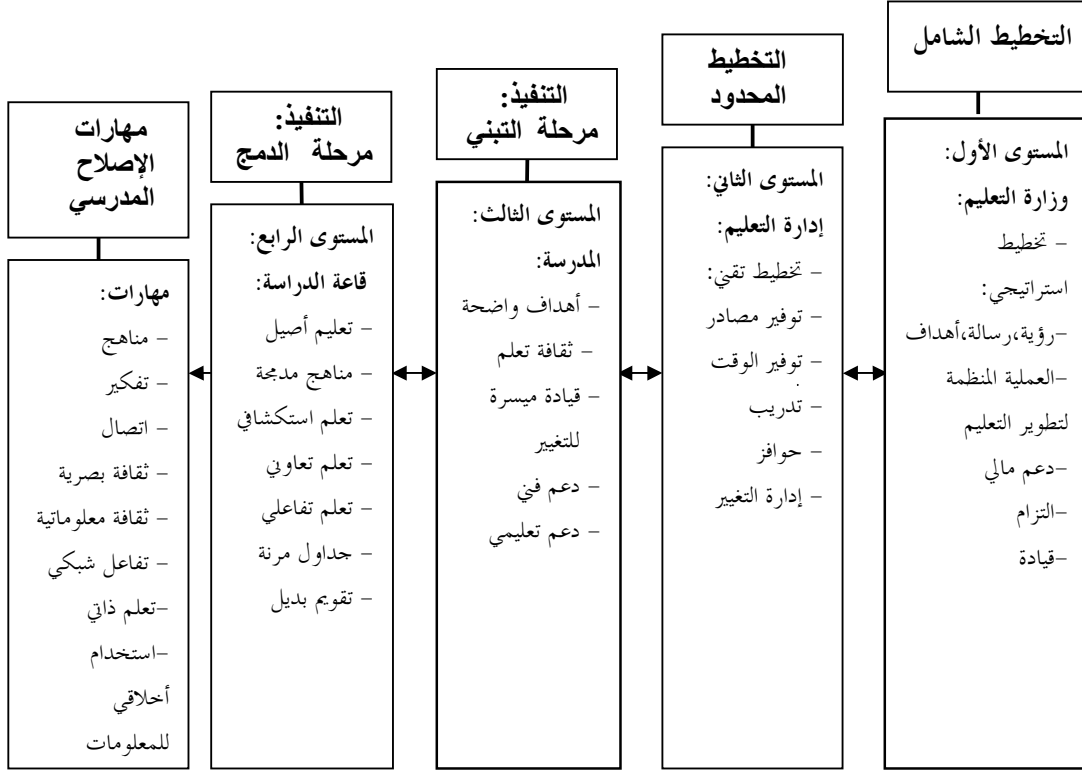 التخطيط الشامل
المستوى الأول:
وزارة التعليم:
- تخطيط
استراتيجي:
-رؤية،رسالة،أهداف
-العملية المنظمة
لتطوير التعليم
-دعم مالي
-التزام
-قيادة
التخطيط
المحدود
المستوى الثاني:
إدارة التعليم:
- تخطيط تقني:
- توفير مصادر
- توفير الوقت
- تدريب
- حوافز
- إدارة التغيير
التنفيذ:
مرحلة التبني
المستوى الثالث:
المدرسة:
- أهداف واضحة
- ثقافة تعلم
- قيادة ميسرة
للتغيير
- دعم فني
- دعم تعليمي
التنفيذ:
مرحلة الدمج
المستوى الرابع:
قاعة الدراسة:
- تعليم أصيل
- مناهج مدمجة
- تعلم استكشافي
- تعلم تعاوني
- تعلم تفاعلي
- جداول مرنة
- تقويم بديل
مهارات
الإصلاح
المدرسي
مهارات:
- مناهج
- تفكير
- اتصال
- ثقافة بصرية
- ثقافة معلوماتية
- تفاعل شبكي
-تعلم ذاتي
-استخدام
أخلاقي
للمعلومات